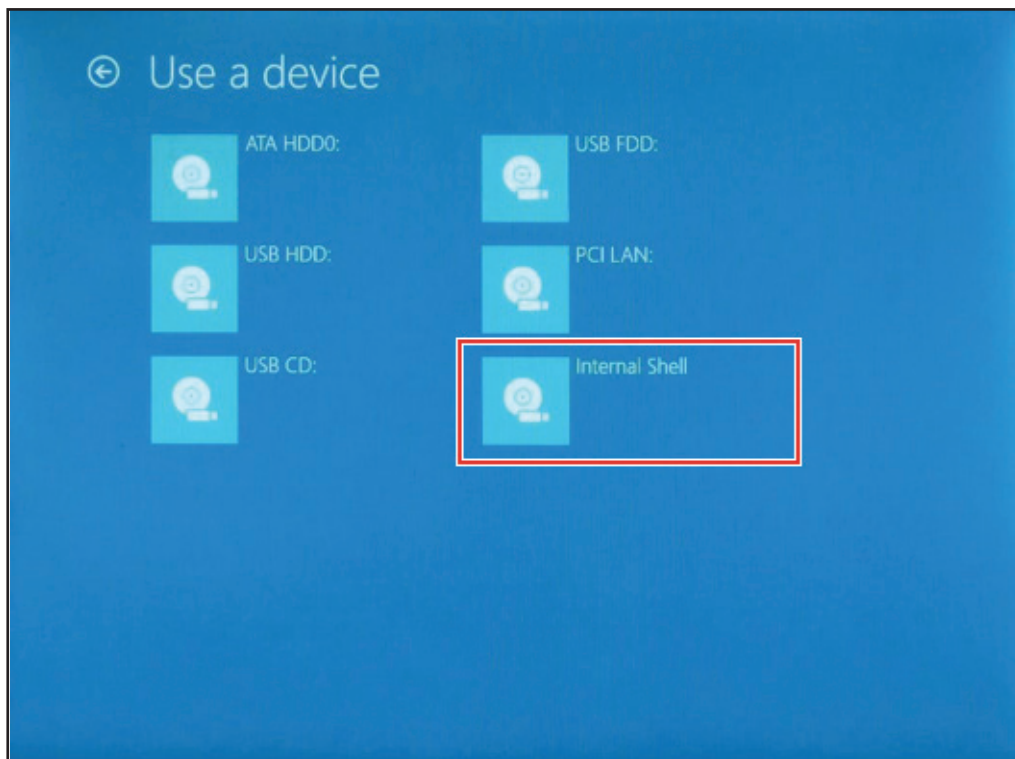 Use a device
ATA HDD0:
USB HDD:
USB CD:
USB FDD:
PCI LAN:
Internal Shell